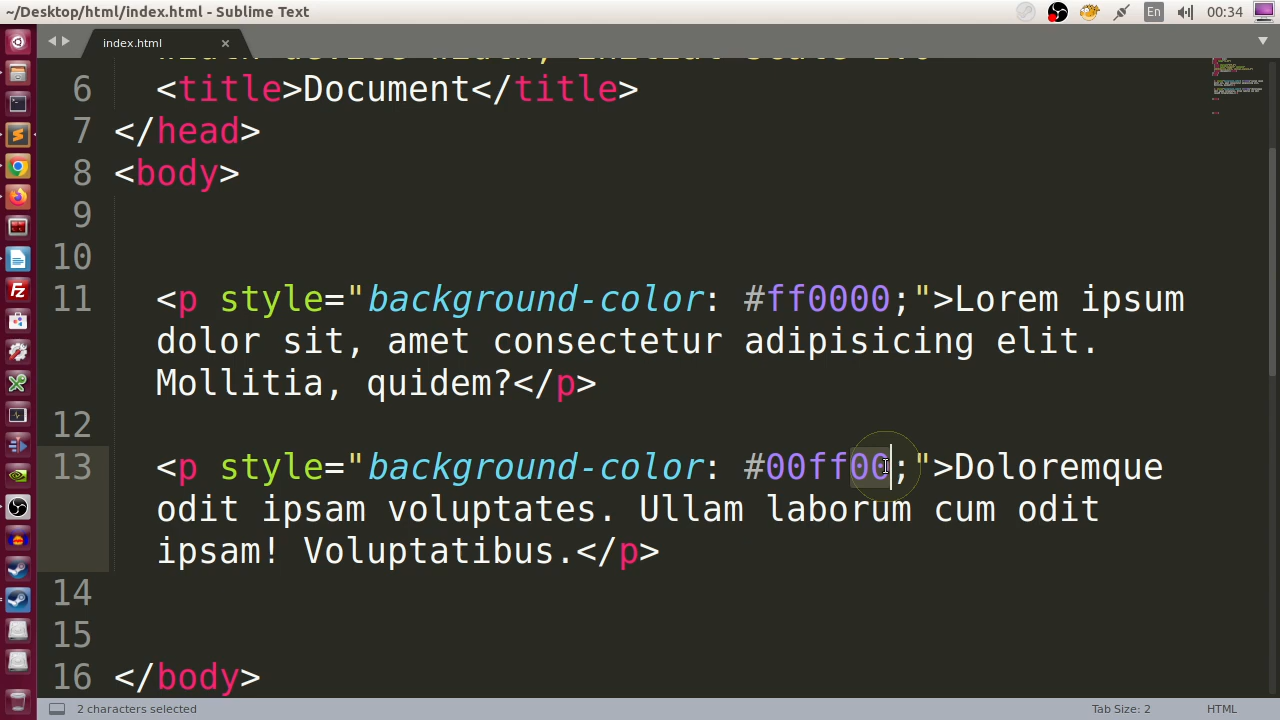 ~/Desktop/html/index.html - Sublime Text
En
00:34
index.html
6 <title>Document</title>
7 </head>
8 <body>
9
10
11 <p style="background-color: #ff0000;">Lorem ipsum
dolor sit, amet consectetur adipisicing elit.
Mollitia, quidem?</p>
12
13 <p style="background-color: #00ff00;">Doloremque
odit ipsam voluptates. Ullam laborum cum odit
ipsam! Voluptatibus.</p>
14
15
16 </body>
2 characters selected
Tab Size: 2
HTML